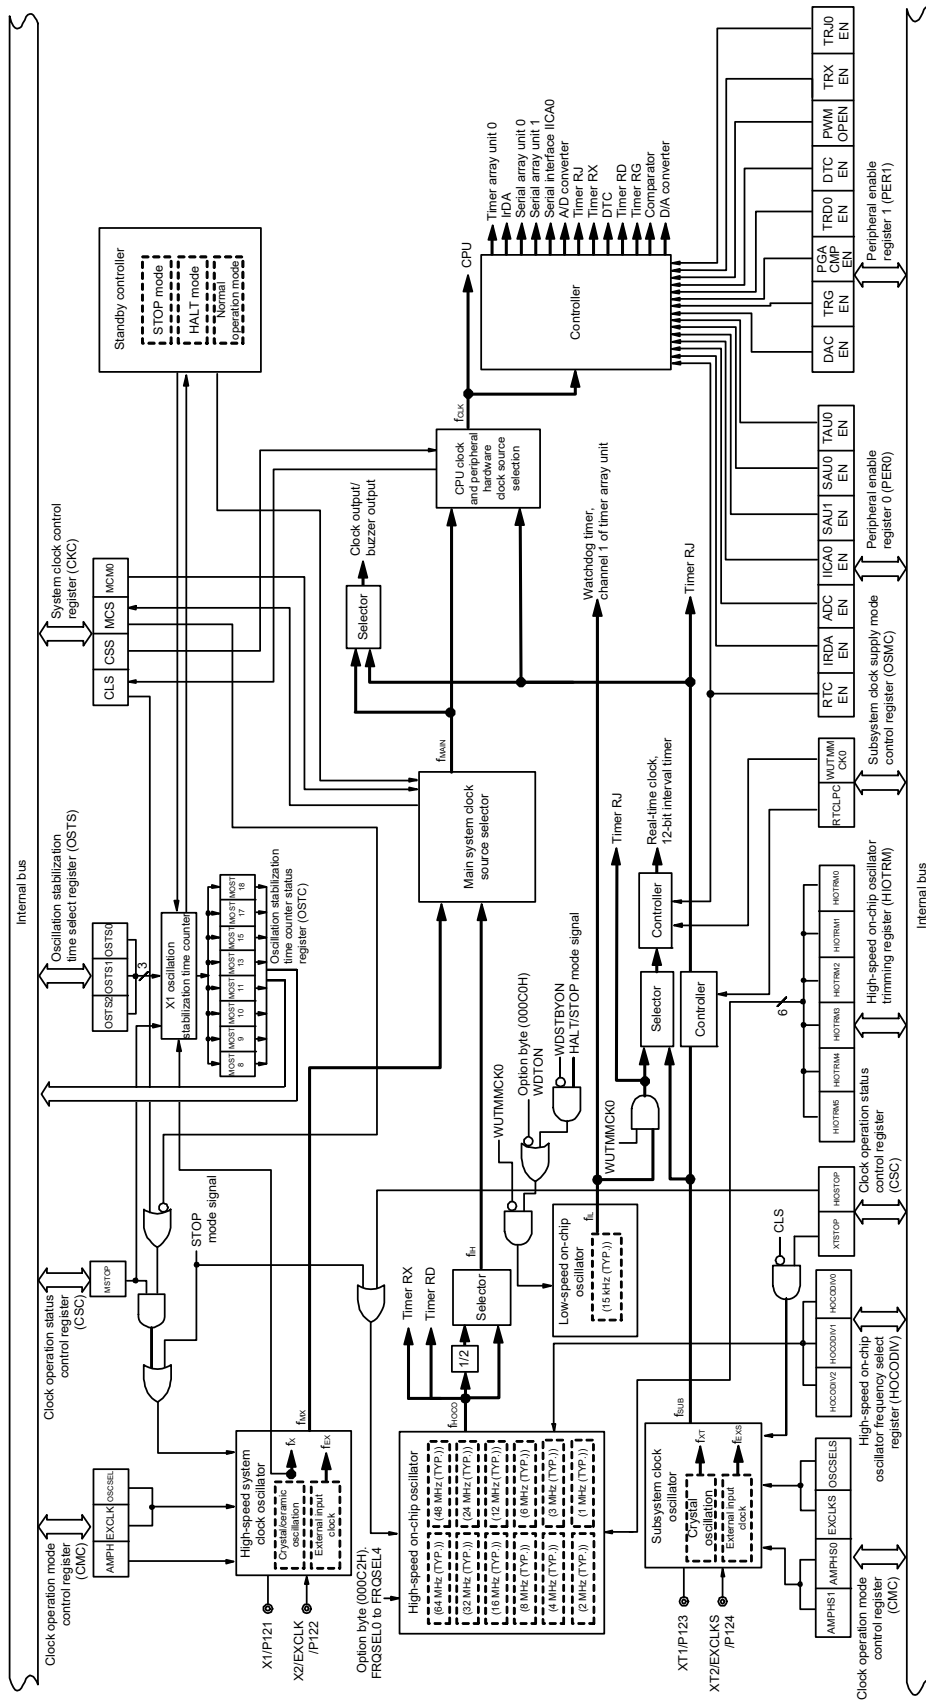 Internal bus
Clock operation mode
control register
(CMC)
AMPH
EXCLK
OSCSEL
Clock operation status
control register
(CSC)
MSTOP
Oscillation stabilization
time select register (OSTS)
OSTS2
OSTS1
OSTS0
3
X1 oscillation
stabilization time counter
MOST
8
MOST
9
MOST
10
MOST
11
MOST
13
MOST
15
MOST
17
MOST
18
Oscillation stabilization
time counter status
register (OSTC)
System clock control
register (CKC)
CLS
CSS
MCS
MCM0
Standby controller
STOP mode
HALT mode
Normal
operation mode
STOP
mode signal
X1/P121
X2/EXCLK
/P122
High-speed system
clock oscillator
Crystal/ceramic
oscillation
External input
clock
fX
fEX
fMX
Option byte (000C2H).
FRQSEL0 to FRQSEL4
High-speed on-chip oscillator
(64 MHz (TYP.))
(48 MHz (TYP.))
(32 MHz (TYP.))
(24 MHz (TYP.))
(16 MHz (TYP.))
(12 MHz (TYP.))
(8 MHz (TYP.))
(6 MHz (TYP.))
(4 MHz (TYP.))
(3 MHz (TYP.))
(2 MHz (TYP.))
(1 MHz (TYP.))
fHOCO
Timer RX
Timer RD
1/2
Selector
fIH
Main system clock
source selector
fMAIN
Selector
Clock output/
buzzer output
CPU clock
and peripheral
hardware
clock source
selection
fCLK
CPU
Controller
Timer array unit 0
IrDA
Serial array unit 0
Serial array unit 1
Serial interface IICA0
A/D converter
Timer RJ
Timer RX
DTC
Timer RD
Timer RG
Comparator
D/A converter
WUTMMCK0
Option byte (000C0H)
WDTON
WDSTBYON
HALT/STOP mode signal
Low-speed on-chip
oscillator
(15 kHz (TYP.))
fIL
Watchdog timer,
channel 1 of timer array unit
WUTMMCK0
Timer RJ
Selector
Controller
Real-time clock,
12-bit interval timer
Controller
Timer RJ
XT1/P123
XT2/EXCLKS
/P124
Subsystem clock
oscillator
Crystal
oscillation
External input
clock
fXT
fEXS
fSUB
CLS
6
AMPHS1
AMPHS0
EXCLKS
OSCSELS
Clock operation mode
control register
(CMC)
HOCODIV2
HOCODIV1
HOCODIV0
High-speed on-chip
oscillator frequency select
register (HOCODIV)
XTSTOP
HIOSTOP
Clock operation status
control register
(CSC)
HIOTRM5
HIOTRM4
HIOTRM3
HIOTRM2
HIOTRM1
HIOTRM0
High-speed on-chip oscillator
trimming register (HIOTRM)
RTCLPC
WUTMM
CK0
Subsystem clock supply mode
control register (OSMC)
RTC
EN
IRDA
EN
ADC
EN
IICA0
EN
SAU1
EN
SAU0
EN
TAU0
EN
Peripheral enable
register 0 (PER0)
DAC
EN
TRG
EN
PGA
CMP
EN
TRD0
EN
DTC
EN
PWM
OPEN
TRX
EN
TRJ0
EN
Peripheral enable
register 1 (PER1)
Internal bus